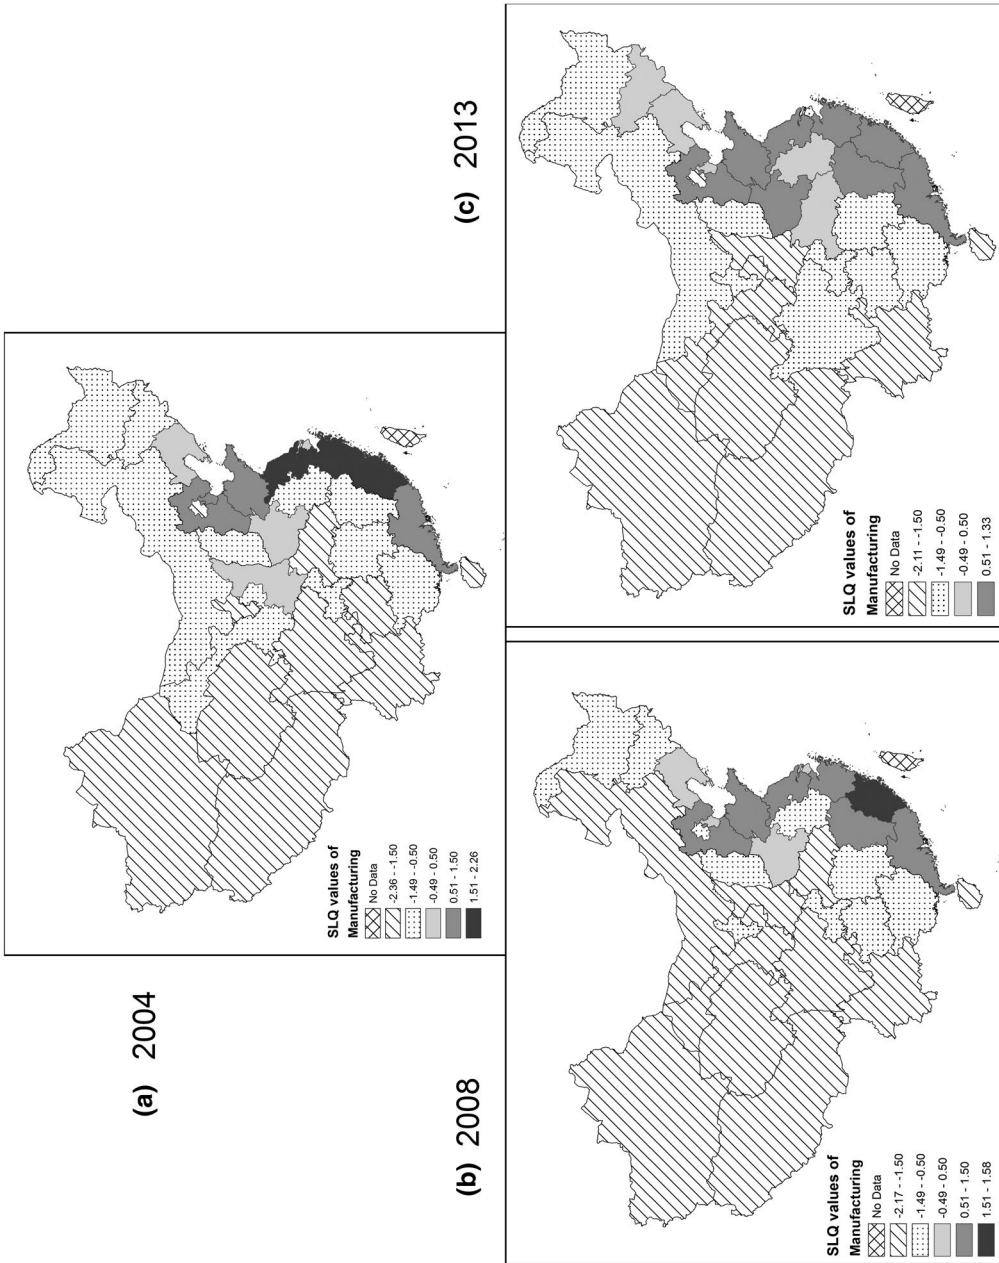 (a) 2004
SLQ values of
Manufacturing
No Data
-2.36 - -1.50
-1.49 - -0.50
-0.49 - 0.50
0.51 - 1.50
1.51 - 2.26
(b) 2008
SLQ values of
Manufacturing
No Data
-2.17 - -1.50
-1.49 - -0.50
-0.49 - 0.50
0.51 - 1.50
1.51 - 1.58
(c) 2013
SLQ values of
Manufacturing
No Data
-2.11 - -1.50
-1.49 - -0.50
-0.49 - 0.50
0.51 - 1.33